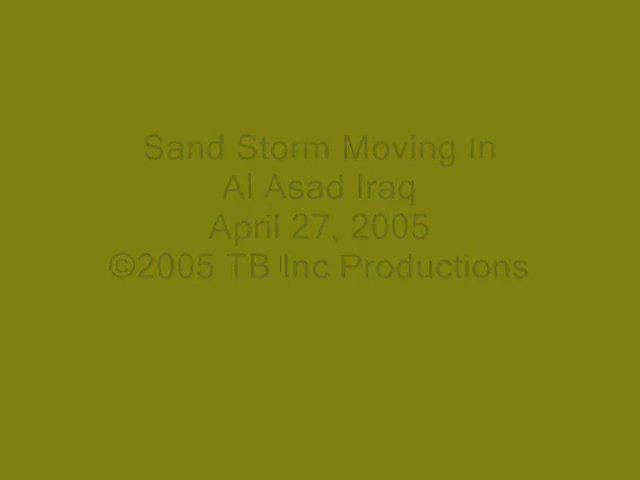 Sand Storm Moving In
Al Asad Iraq
April 27, 2005
©2005 TB Inc Productions